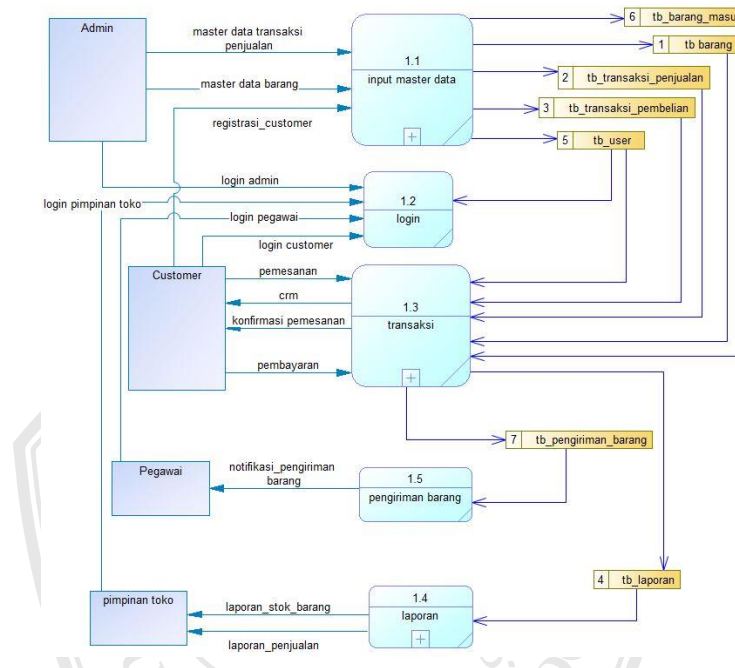 Admin
master data transaksi
penjualan
master data barang
registrasi_customer
1.1
input master data
6 tb_barang_masu
1 tb barang
2 tb_transaksi_penjualan
3 tb_transaksi_pembelian
5 tb_user
login admin
login pimpinan toko
login pegawai
login customer
1.2
login
Customer
pemesanan
crm
konfirmasi pemesanan
pembayaran
1.3
transaksi
7 tb_pengiriman_barang
Pegawai
notifikasi_pengiriman
barang
1.5
pengiriman barang
4 tb_laporan
pimpinan toko
laporan_stok_barang
laporan_penjualan
1.4
laporan